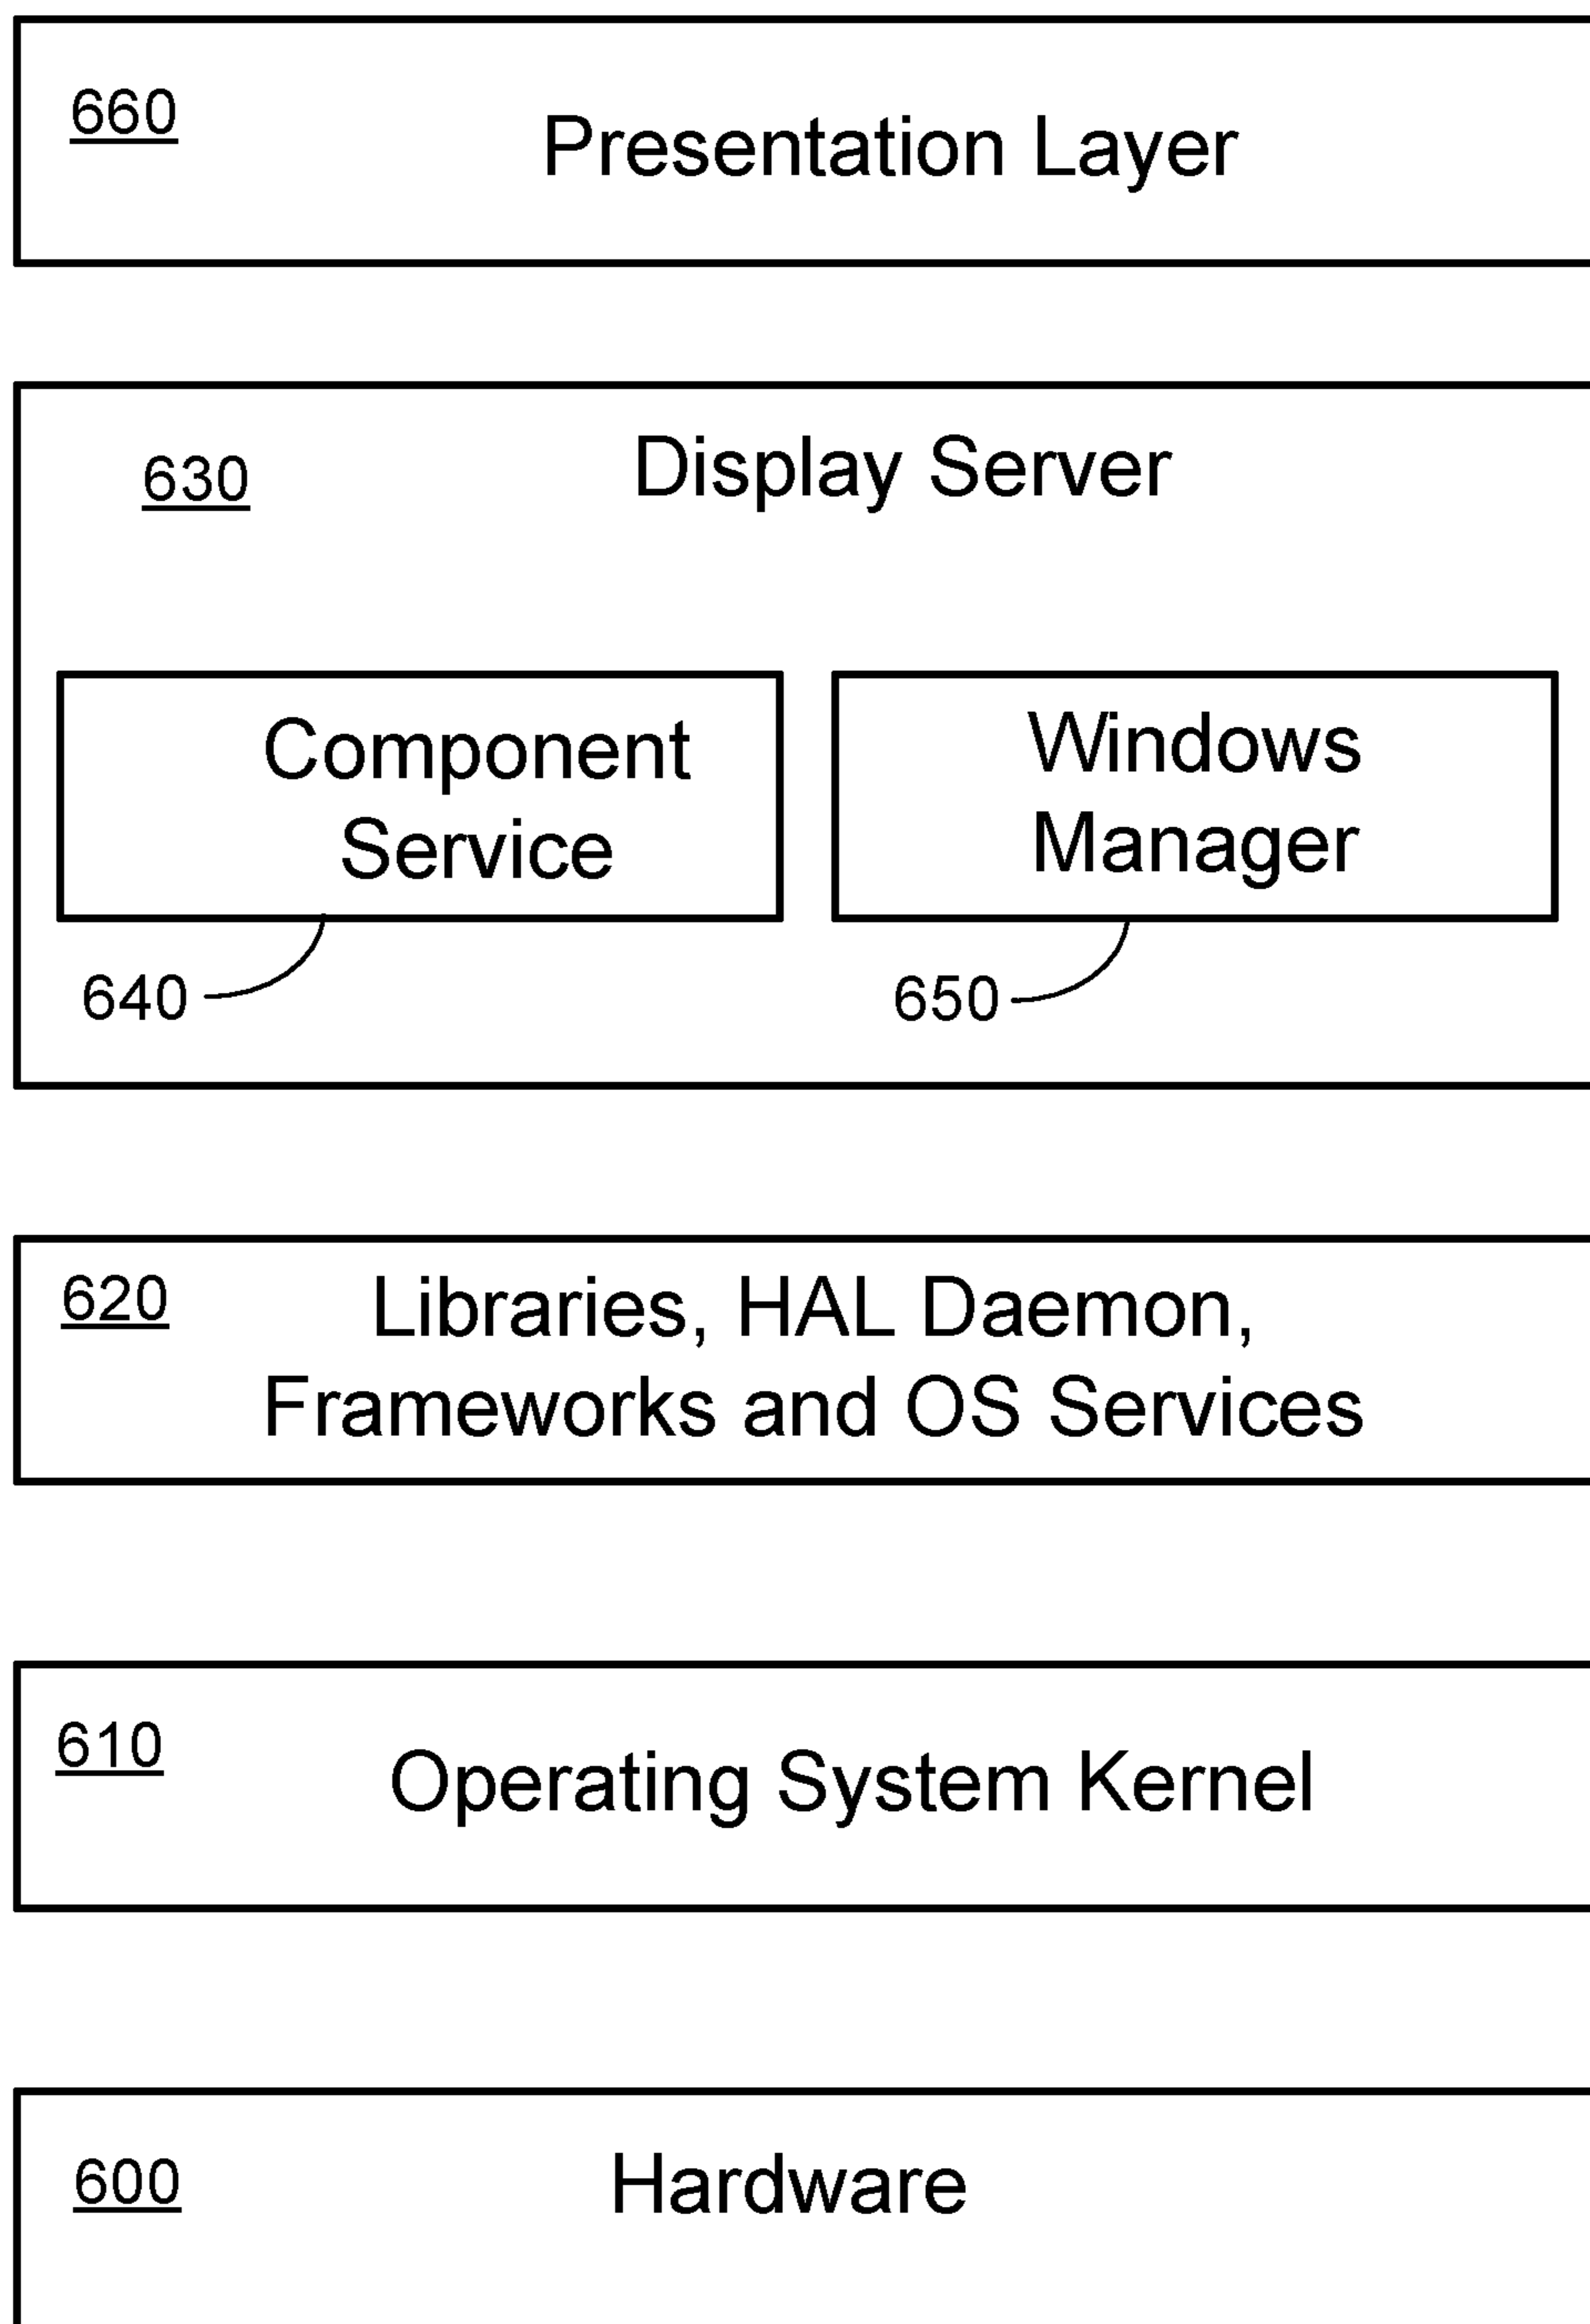 660
Presentation Layer
630
Display Server
Component
Service
Windows
Manager
640
650
620
Libraries, HAL Daemon,
Frameworks and OS Services
610
Operating System Kernel
600
Hardware